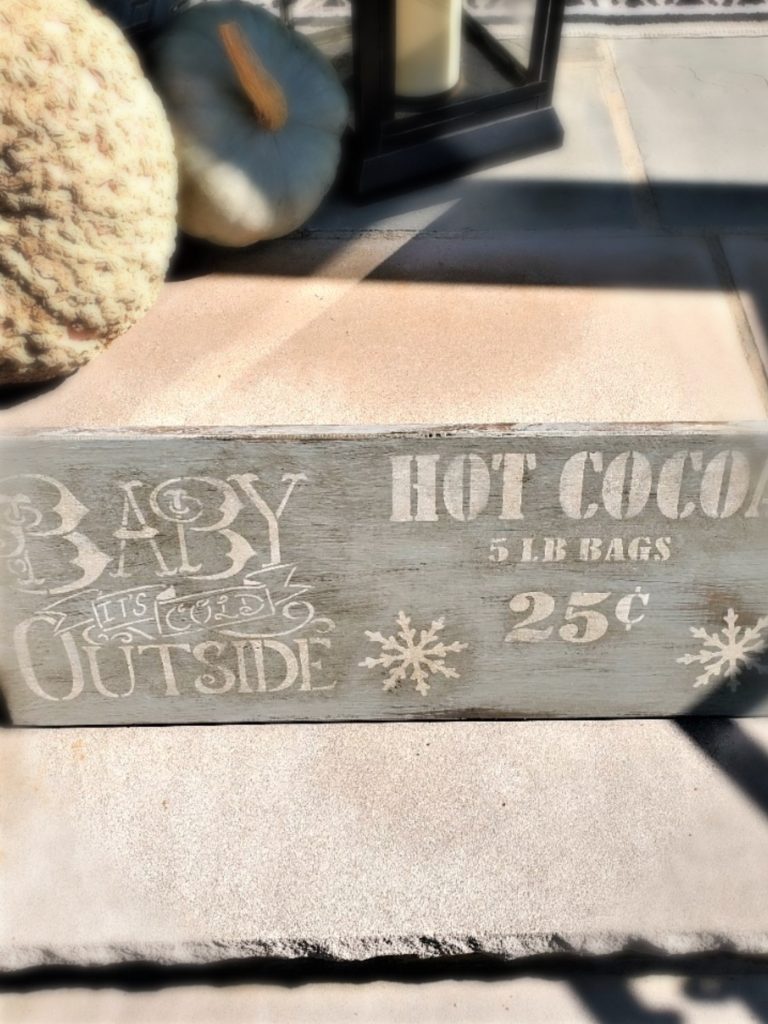 BABY
IT'S COLD
OUTSIDE
HOT COCOA
5 LB BAGS
25¢